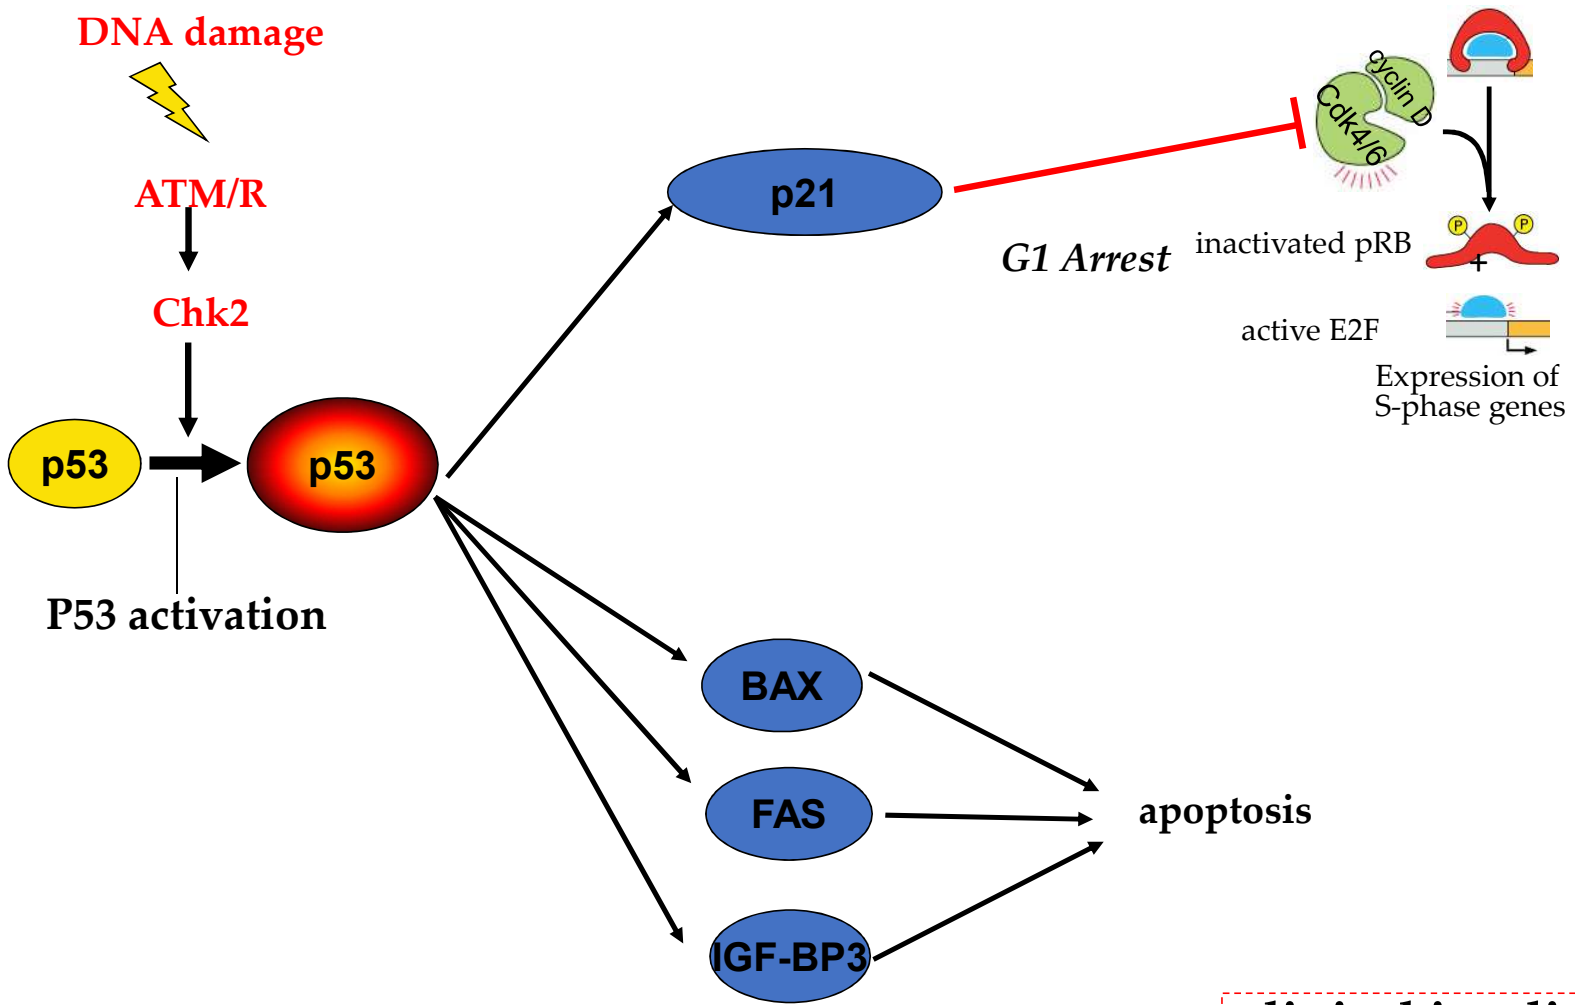 DNA damage
ATM/R
Chk2
p53
p53
P53 activation
p21
cyclin D
Cdk4/6
G1 Arrest
inactivated pRB
P
P
+
active E2F
Expression of
S-phase genes
BAX
FAS
IGF-BP3
apoptosis